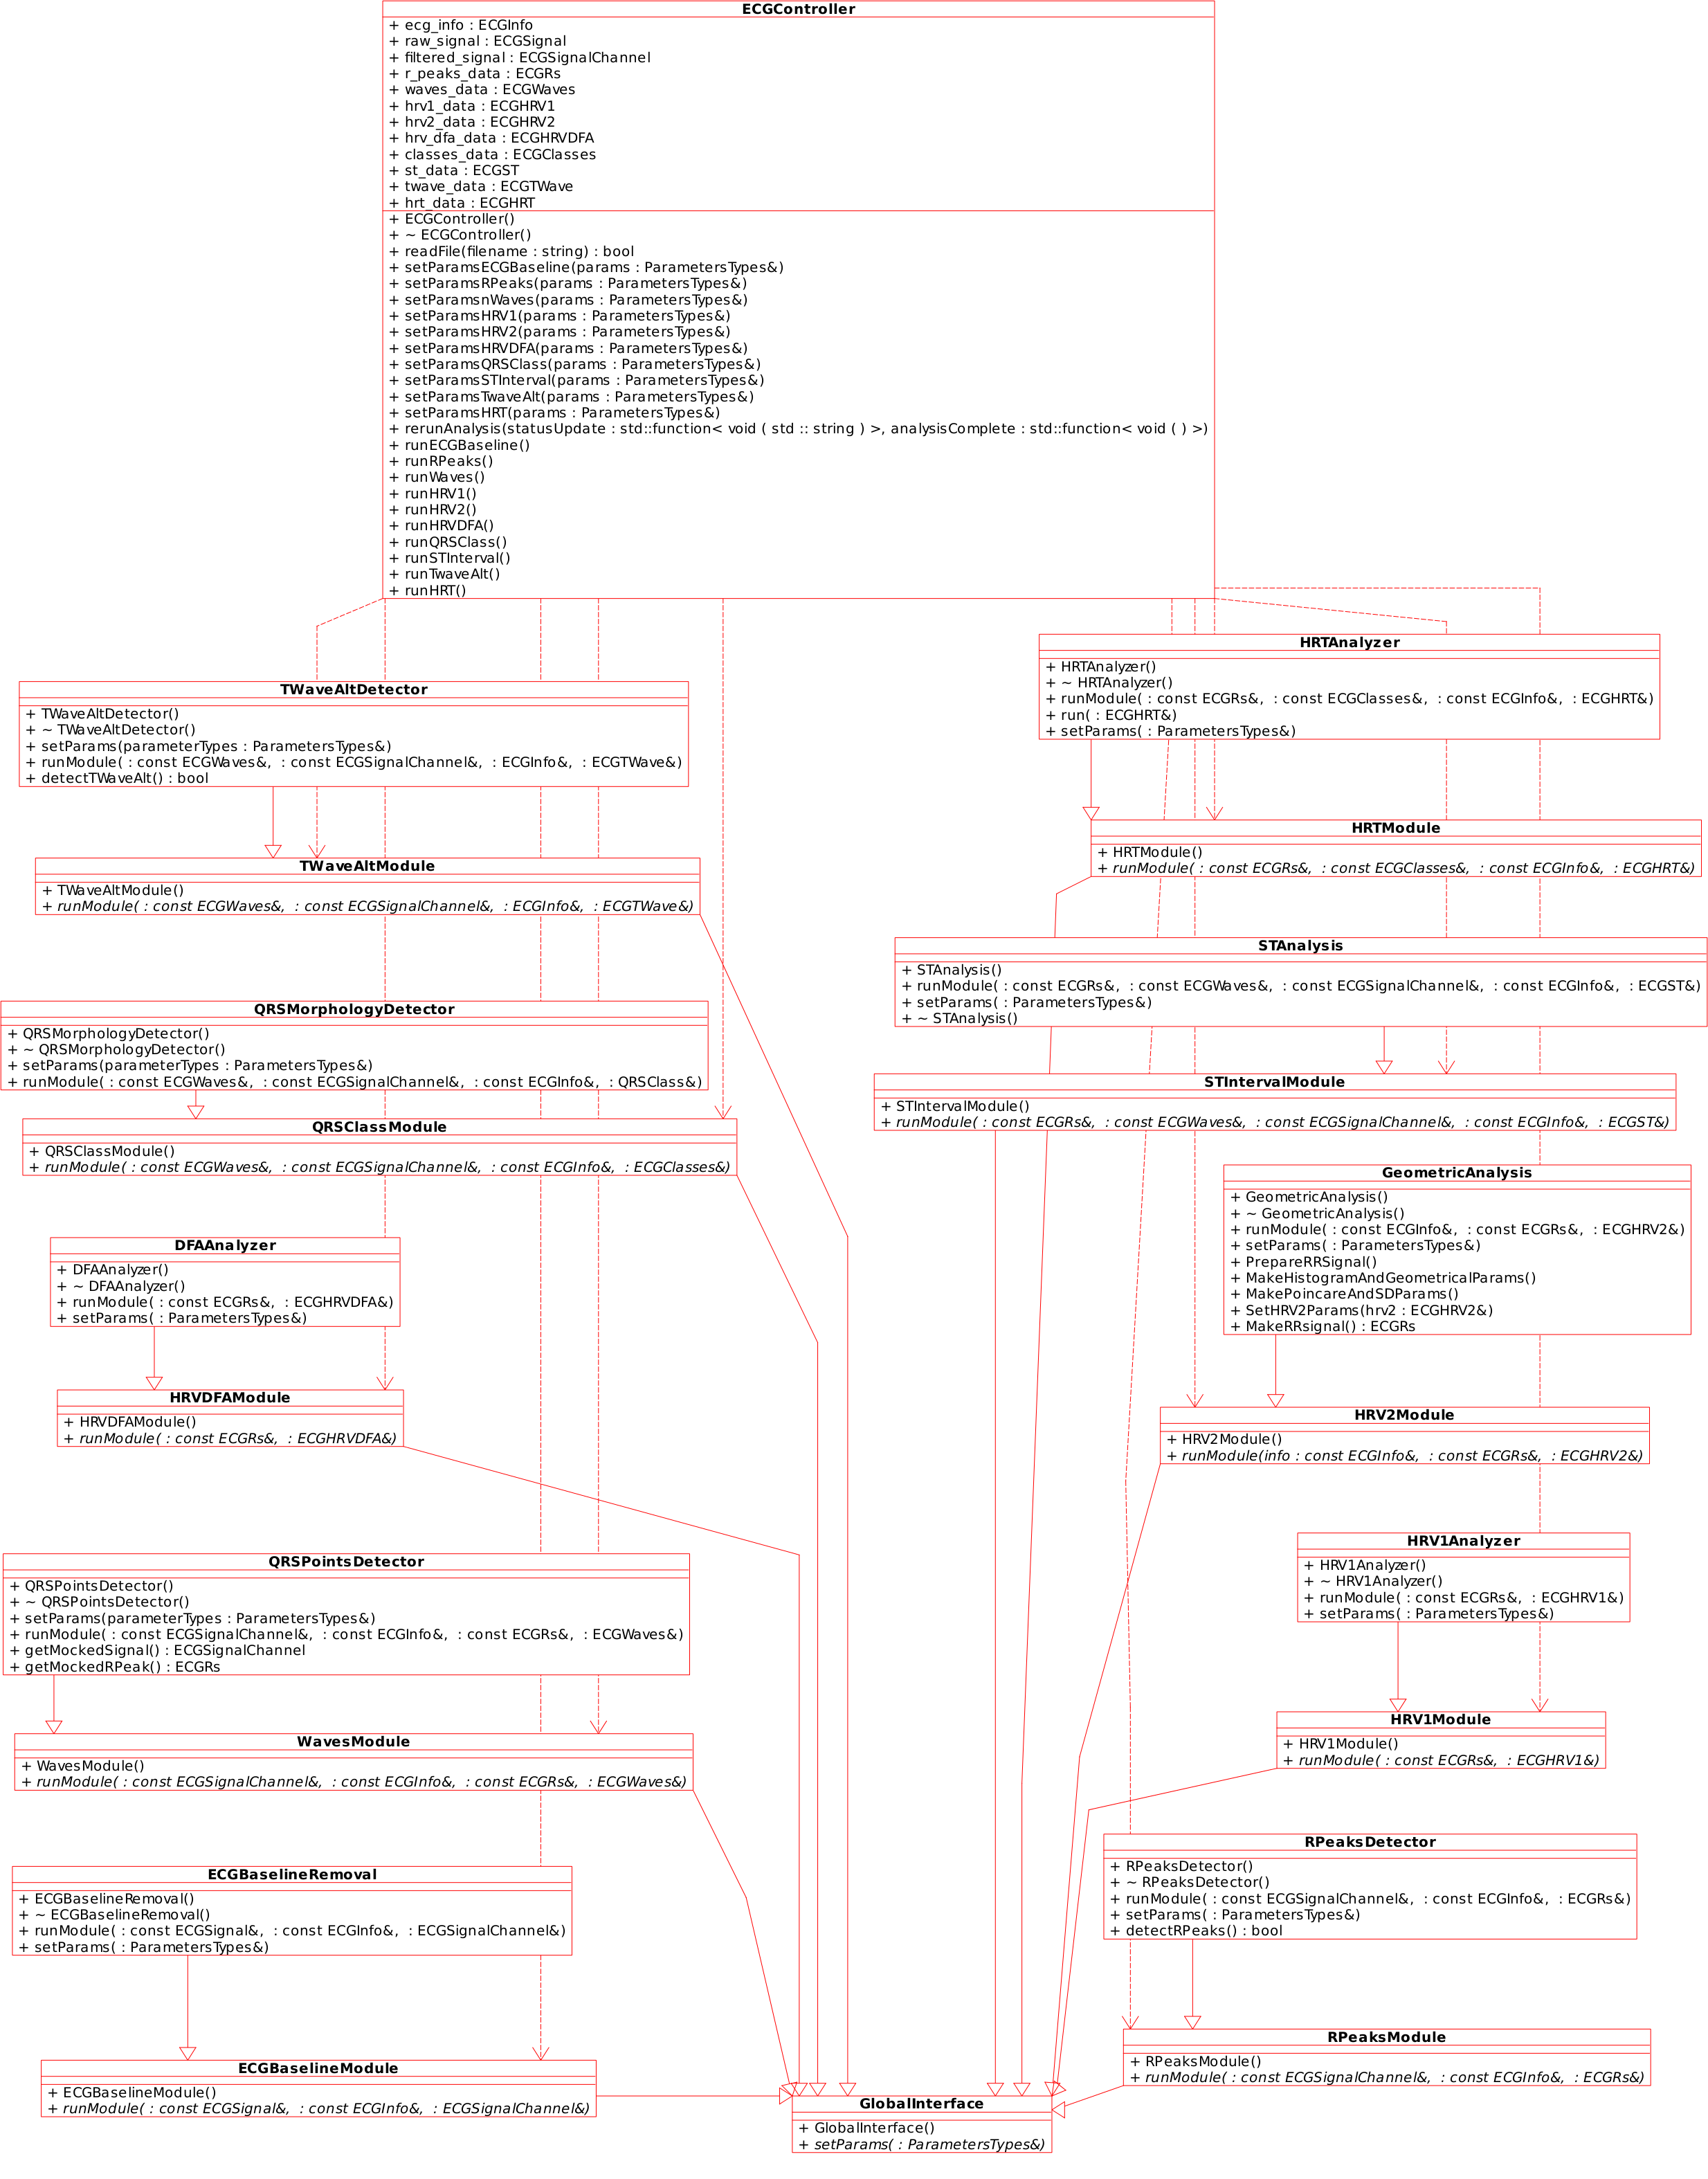 ECGController
+ ecg_info : ECGInfo
+ raw_signal : ECGSignal
+ filtered_signal : ECGSignalChannel
+ r_peaks_data : ECGRs
+ waves_data : ECGWaves
+ hrv1_data : ECGHRV1
+ hrv2_data : ECGHRV2
+ hrv_dfa_data : ECGHRVDFA
+ classes_data : ECGClasses
+ st_data : ECGST
+ twave_data : ECGTWave
+ hrt_data : ECGHRT
+ ECGController()
+ ~ ECGController()
+ readFile(filename : string) : bool
+ setParamsECGBaseline(params : ParametersTypes&)
+ setParamsRPeaks(params : ParametersTypes&)
+ setParamsnWaves(params : ParametersTypes&)
+ setParamsHRV1(params : ParametersTypes&)
+ setParamsHRV2(params : ParametersTypes&)
+ setParamsHRVDFA(params : ParametersTypes&)
+ setParamsQRSClass(params : ParametersTypes&)
+ setParamsSTInterval(params : ParametersTypes&)
+ setParamsTwaveAlt(params : ParametersTypes&)
+ setParamsHRT(params : ParametersTypes&)
+ rerunAnalysis(statusUpdate : std::function< void ( std :: string ) >, analysisComplete : std::function< void ( ) >)
+ runECGBaseline()
+ runRPeaks()
+ runWaves()
+ runHRV1()
+ runHRV2()
+ runHRVDFA()
+ runQRSClass()
+ runSTInterval()
+ runTwaveAlt()
+ runHRT()
HRTAnalyzer
+ HRTAnalyzer()
+ ~ HRTAnalyzer()
+ runModule( : const ECGRs&,  : const ECGClasses&,  : const ECGInfo&,  : ECGHRT&)
+ run( : ECGHRT&)
+ setParams( : ParametersTypes&)
TWaveAltDetector
+ TWaveAltDetector()
+ ~ TWaveAltDetector()
+ setParams(parameterTypes : ParametersTypes&)
+ runModule( : const ECGWaves&,  : const ECGSignalChannel&,  : ECGInfo&,  : ECGTWave&)
+ detectTWaveAlt() : bool
HRTModule
+ HRTModule()
+ runModule( : const ECGRs&,  : const ECGClasses&,  : const ECGInfo&,  : ECGHRT&)
TWaveAltModule
+ TWaveAltModule()
+ runModule( : const ECGWaves&,  : const ECGSignalChannel&,  : ECGInfo&,  : ECGTWave&)
STAnalysis
+ STAnalysis()
+ runModule( : const ECGRs&,  : const ECGWaves&,  : const ECGSignalChannel&,  : const ECGInfo&,  : ECGST&)
+ setParams( : ParametersTypes&)
+ ~ STAnalysis()
QRSMorphologyDetector
+ QRSMorphologyDetector()
+ ~ QRSMorphologyDetector()
+ setParams(parameterTypes : ParametersTypes&)
+ runModule( : const ECGWaves&,  : const ECGSignalChannel&,  : const ECGInfo&,  : QRSClass&)
STIntervalModule
+ STIntervalModule()
+ runModule( : const ECGRs&,  : const ECGWaves&,  : const ECGSignalChannel&,  : const ECGInfo&,  : ECGST&)
QRSClassModule
+ QRSClassModule()
+ runModule( : const ECGWaves&,  : const ECGSignalChannel&,  : const ECGInfo&,  : ECGClasses&)
GeometricAnalysis
+ GeometricAnalysis()
+ ~ GeometricAnalysis()
+ runModule( : const ECGInfo&,  : const ECGRs&,  : ECGHRV2&)
+ setParams( : ParametersTypes&)
+ PrepareRRSignal()
+ MakeHistogramAndGeometricalParams()
+ MakePoincareAndSDParams()
+ SetHRV2Params(hrv2 : ECGHRV2&)
+ MakeRRsignal() : ECGRs
DFAAnalyzer
+ DFAAnalyzer()
+ ~ DFAAnalyzer()
+ runModule( : const ECGRs&,  : ECGHRVDFA&)
+ setParams( : ParametersTypes&)
HRVDFAModule
+ HRVDFAModule()
+ runModule( : const ECGRs&,  : ECGHRVDFA&)
HRV2Module
+ HRV2Module()
+ runModule(info : const ECGInfo&,  : const ECGRs&,  : ECGHRV2&)
HRV1Analyzer
+ HRV1Analyzer()
+ ~ HRV1Analyzer()
+ runModule( : const ECGRs&,  : ECGHRV1&)
+ setParams( : ParametersTypes&)
QRSPointsDetector
+ QRSPointsDetector()
+ ~ QRSPointsDetector()
+ setParams(parameterTypes : ParametersTypes&)
+ runModule( : const ECGSignalChannel&,  : const ECGInfo&,  : const ECGRs&,  : ECGWaves&)
+ getMockedSignal() : ECGSignalChannel
+ getMockedRPeak() : ECGRs
HRV1Module
+ HRV1Module()
+ runModule( : const ECGRs&,  : ECGHRV1&)
WavesModule
+ WavesModule()
+ runModule( : const ECGSignalChannel&,  : const ECGInfo&,  : const ECGRs&,  : ECGWaves&)
RPeaksDetector
+ RPeaksDetector()
+ ~ RPeaksDetector()
+ runModule( : const ECGSignalChannel&,  : const ECGInfo&,  : ECGRs&)
+ setParams( : ParametersTypes&)
+ detectRPeaks() : bool
ECGBaselineRemoval
+ ECGBaselineRemoval()
+ ~ ECGBaselineRemoval()
+ runModule( : const ECGSignal&,  : const ECGInfo&,  : ECGSignalChannel&)
+ setParams( : ParametersTypes&)
RPeaksModule
+ RPeaksModule()
+ runModule( : const ECGSignalChannel&,  : const ECGInfo&,  : ECGRs&)
ECGBaselineModule
+ ECGBaselineModule()
+ runModule( : const ECGSignal&,  : const ECGInfo&,  : ECGSignalChannel&)
GlobalInterface
+ GlobalInterface()
+ setParams( : ParametersTypes&)